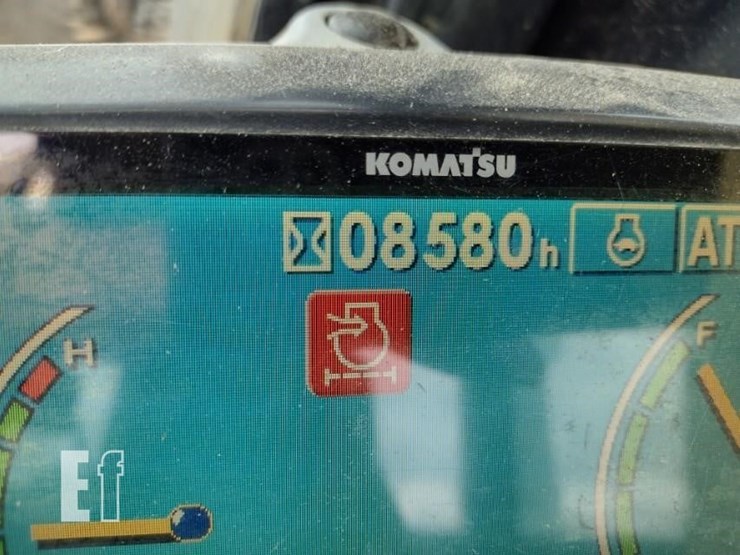 KOMATSU
08580h
AT
H
F
Ef